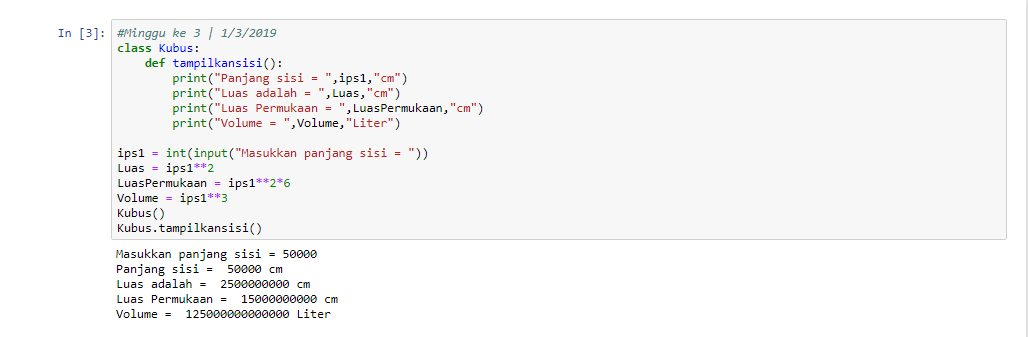 In [3]: #Minggu ke 3 | 1/3/2019
class Kubus:
    def tampilkansisi():
        print("Panjang sisi = ",ips1,"cm")
        print("Luas adalah = ",Luas,"cm")
        print("Luas Permukaan = ",LuasPermukaan,"cm")
        print("Volume = ",Volume,"Liter")
ips1 = int(input("Masukkan panjang sisi = "))
Luas = ips1**2
LuasPermukaan = ips1**2*6
Volume = ips1**3
Kubus()
Kubus.tampilkansisi()
Masukkan panjang sisi = 50000
Panjang sisi =  50000 cm
Luas adalah =  2500000000 cm
Luas Permukaan =  15000000000 cm
Volume =  125000000000000 Liter